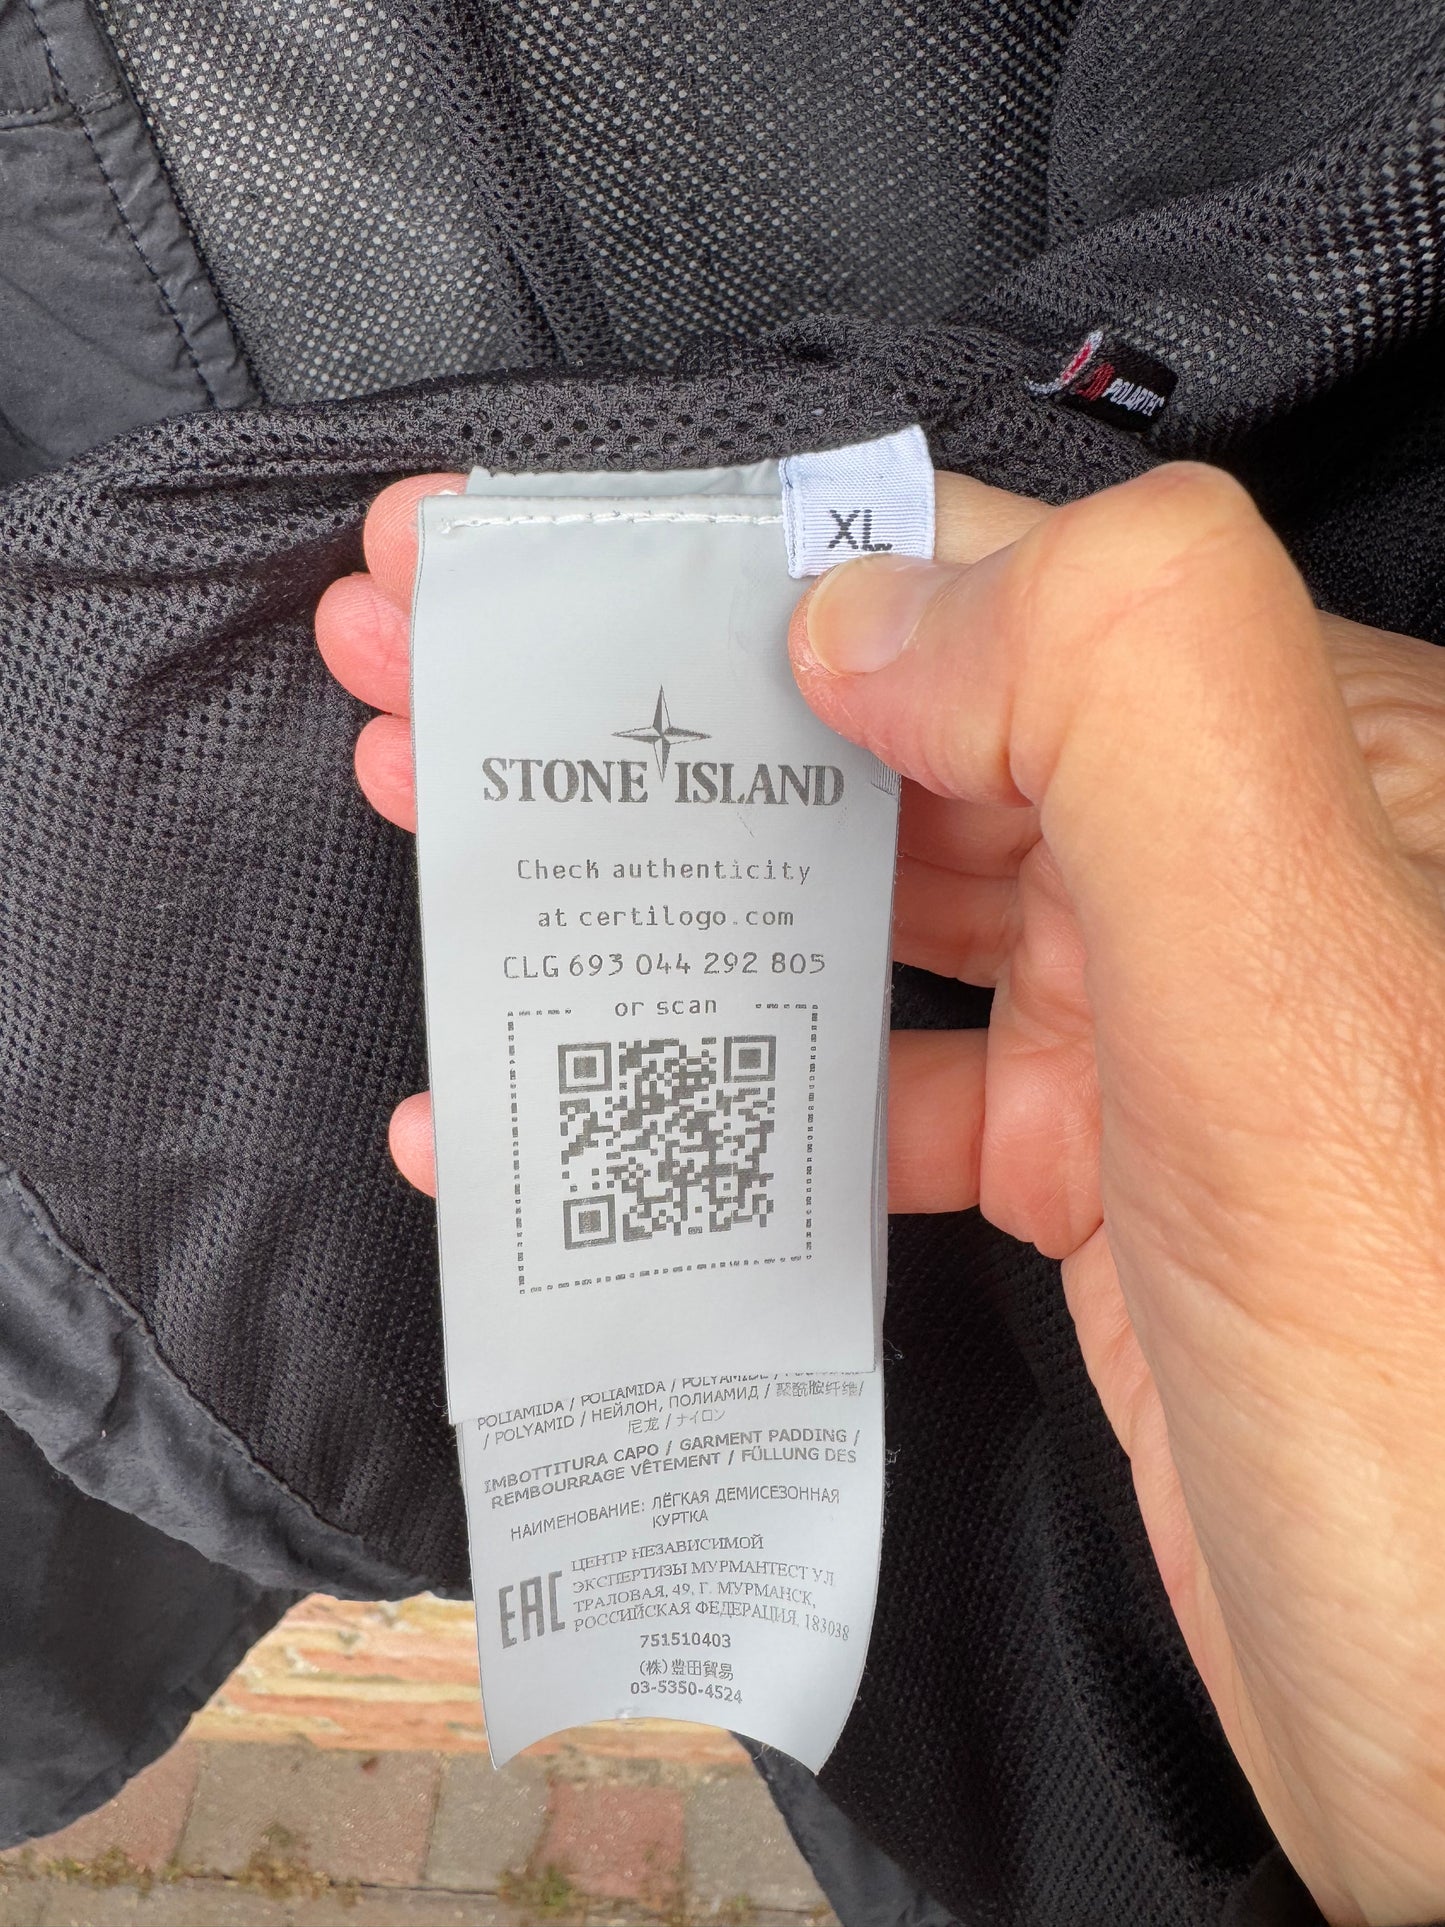 POLARTEC
XL
STONE ISLAND
Check authenticity
at certilogo.com
CLG 693 044 292 805
or scan
POLIAMIDA / POLIAMIDA / POLYAMIDE /
/ POLYAMID / НЕЙЛОН, ПОЛИАМИД / 聚酰胺纤维/
尼龙 / ナイロン
IMBOTTITURA CAPO / GARMENT PADDING /
REMBOURRAGE VÊTEMENT / FÜLLUNG DES
НАИМЕНОВАНИЕ: ЛЁГКАЯ ДЕМИСЕЗОННАЯ
КУРТКА
EAC
ЦЕНТР НЕЗАВИСИМОЙ
ЭКСПЕРТИЗЫ МУРМАНТЕСТ УЛ.
ТРАЛОВАЯ, 49, Г. МУРМАНСК,
РОССИЙСКАЯ ФЕДЕРАЦИЯ, 183038
751510403
(株)豊田貿易
03-5350-4524